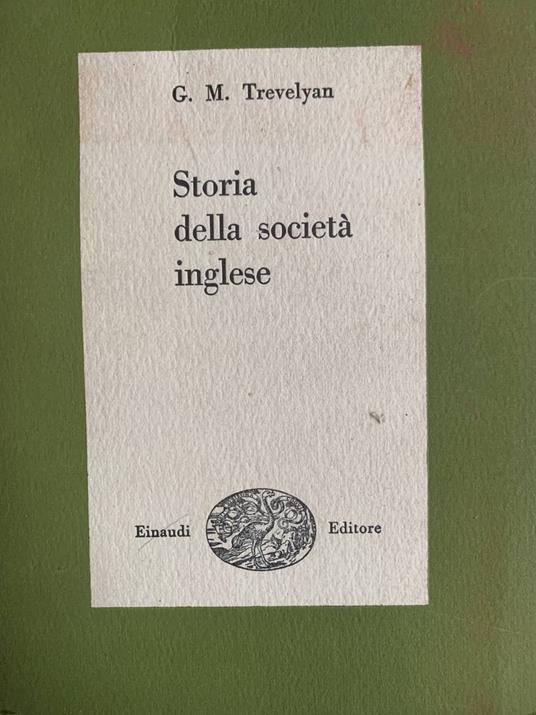 G. M. Trevelyan
Storia
della società
inglese
Einaudi Editore